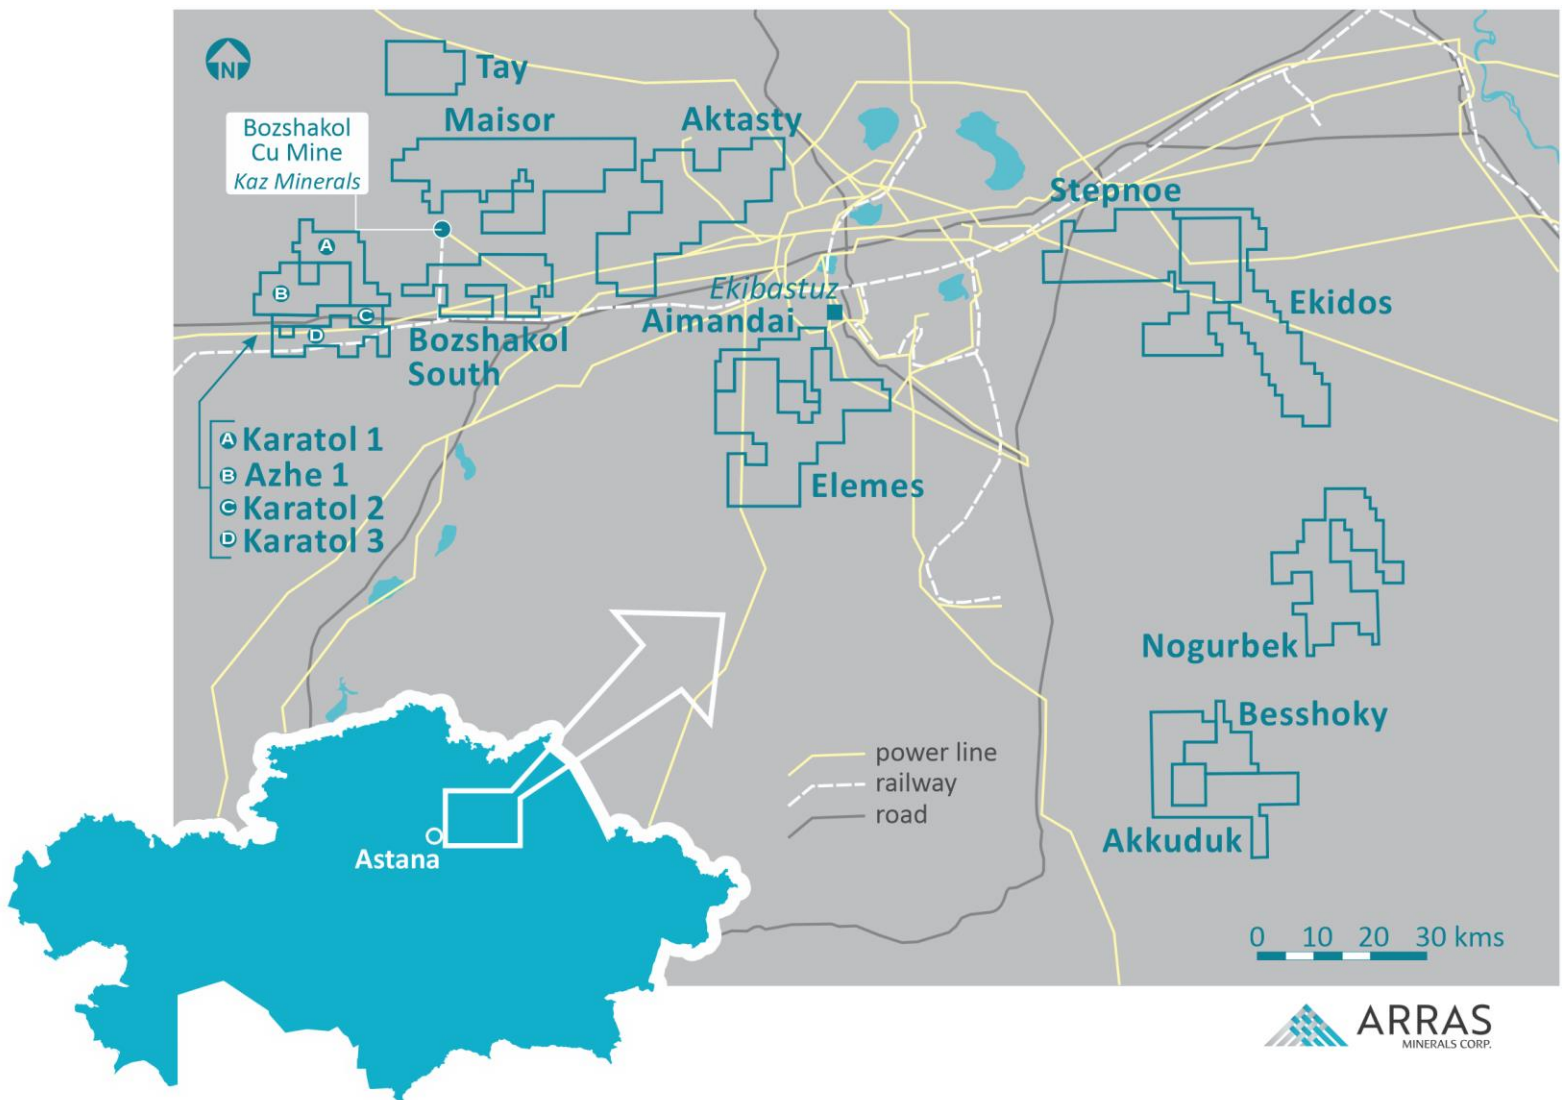 N
Tay
Maisor
Aktasty
Bozshakol
Cu Mine
Kaz Minerals
Stepnoe
A
B
C
D
Ekibastuz
Aimandai
Ekidos
Bozshakol
South
A Karatol 1
B Azhe 1
C Karatol 2
D Karatol 3
Elemes
Nogurbek
Besshoky
Akkuduk
power line
railway
road
Astana
0 10 20 30 kms
ARRAS
MINERALS CORP.